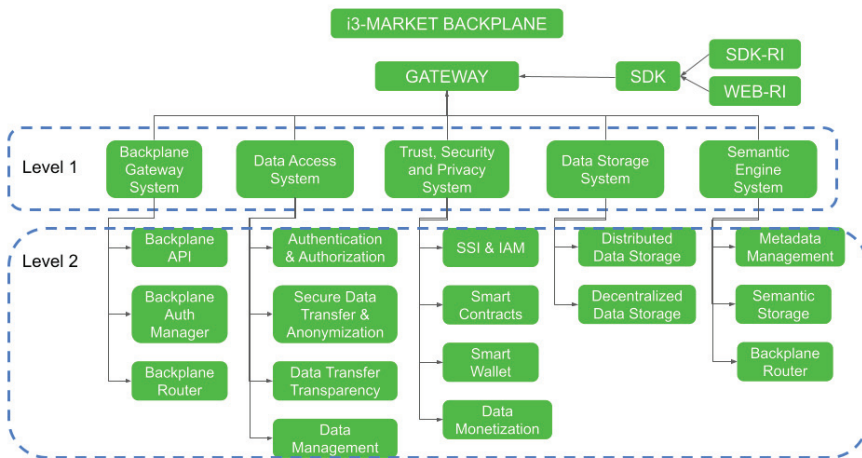 i3-MARKET BACKPLANE
GATEWAY
SDK
SDK-RI
WEB-RI
Level 1
Backplane
Gateway
System
Data Access
System
Trust, Security
and Privacy
System
Data Storage
System
Semantic
Engine
System
Level 2
Backplane
API
Backplane
Auth
Manager
Backplane
Router
Authentication
& Authorization
Secure Data
Transfer &
Anonymization
Data Transfer
Transparency
Data
Management
SSI & IAM
Smart
Contracts
Smart
Wallet
Data
Monetization
Distributed
Data Storage
Decentralized
Data Storage
Metadata
Management
Semantic
Storage
Backplane
Router